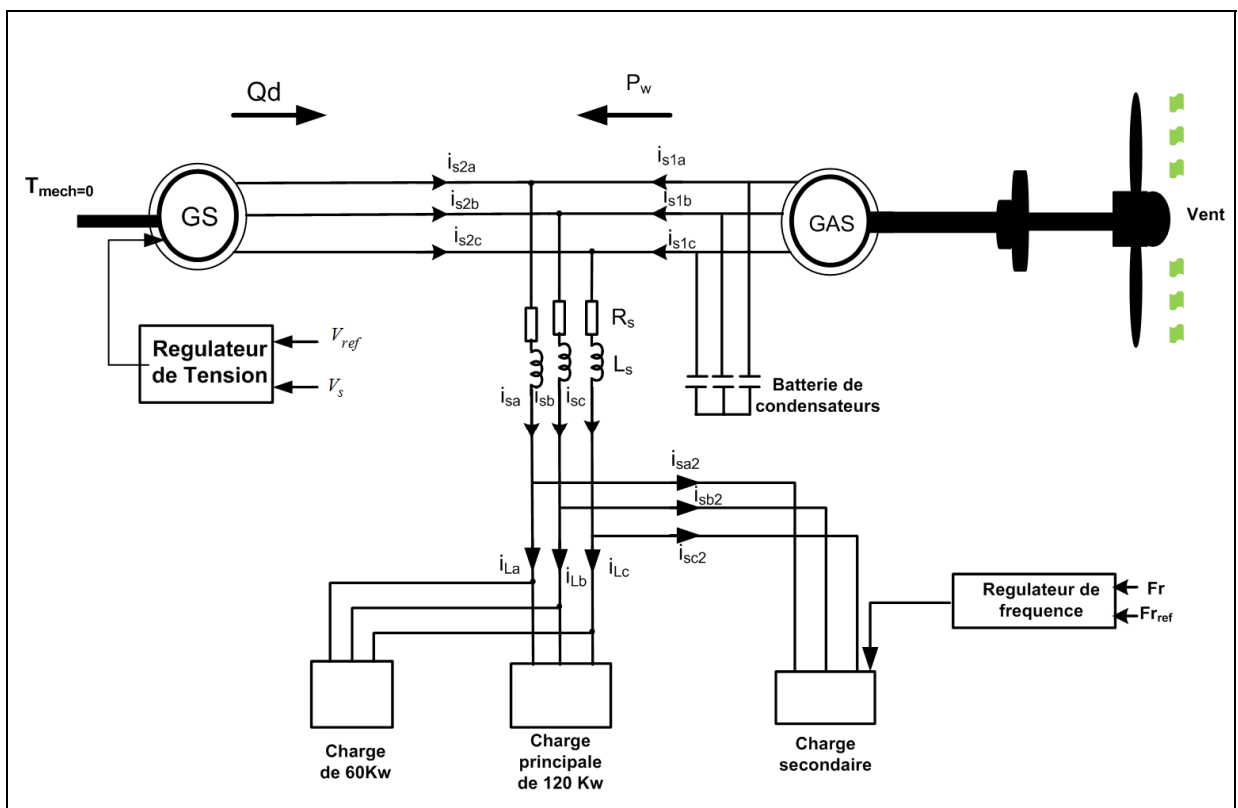 Qd
Pw
is2a
is1a
Tmech=0
GS
is2b
is1b
GAS
Vent
is2c
is1c
Rs
Regulateur
de Tension
Vref
Vs
Ls
isa
isb
isc
Batterie de
condensateurs
isa2
isb2
isc2
iLa
iLb
iLc
Regulateur de
frequence
Fr
Frref
Charge
de 60Kw
Charge
principale
de 120 Kw
Charge
secondaire